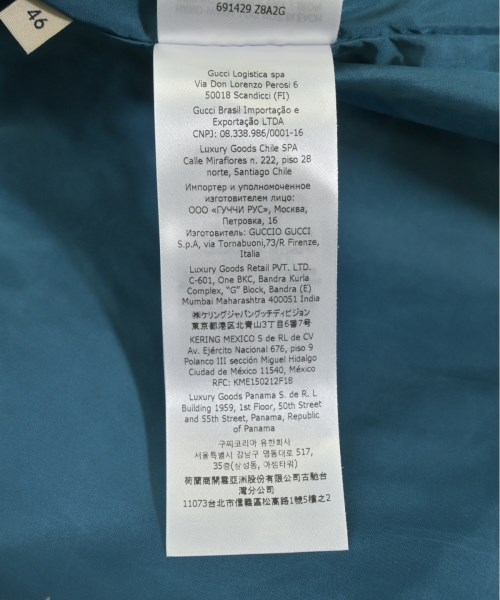 46
691429 Z8A2G
Gucci Logistica spa
Via Don Lorenzo Perosi 6
50018 Scandicci (FI)
Gucci Brasil Importação e
Exportação LTDA
CNPJ: 08.338.986/0001-16
Luxury Goods Chile SPA
Calle Miraflores n. 222, piso 28
norte, Santiago Chile
Импортер и уполномоченное
изготовителем лицо:
ООО «ГУЧЧИ РУС», Москва,
Петровка, 16
Изготовитель: GUCCIO GUCCI
S.p.A, via Tornabuoni,73/R Firenze,
Italia
Luxury Goods Retail PVT. LTD.
C-601, One BKC, Bandra Kurla
Complex, "G" Block, Bandra (E)
Mumbai Maharashtra 400051 India
㈱ケリングジャパングッチディビジョン
東京都港区北青山3丁目6番7号
KERING MEXICO S de RL de CV
Av. Ejército Nacional 676, piso 9
Polanco III sección Miguel Hidalgo
Ciudad de México 11540, México
RFC: KME150212F18
Luxury Goods Panama S. de R. L
Building 1959, 1st Floor, 50th Street
and 55th Street, Panama, Republic
of Panama
구찌코리아 유한회사
서울특별시 강남구 영동대로 517,
35층(삼성동, 아셈타워)
荷蘭商開雲亞洲股份有限公司古馳台
灣分公司
11073台北市信義區松高路1號5樓之2